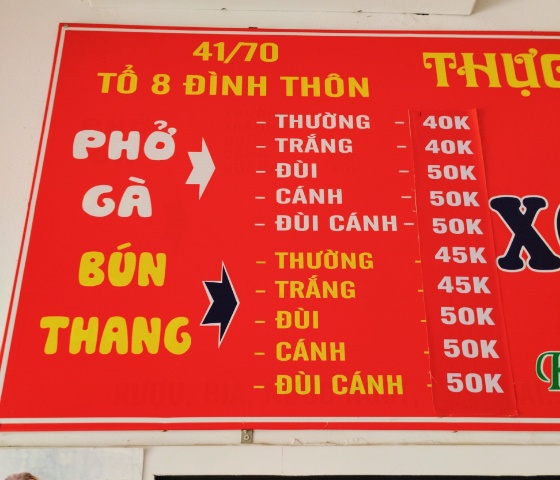 41/70
TỔ 8 ĐÌNH THÔN
PHỞ
GÀ
- THƯỜNG - 40K
- TRẮNG - 40K
- ĐÙI 50K
- CÁNH 50K
- ĐÙI CÁNH - 50K
BÚN
THANG
- THƯỜNG 45K
- TRẮNG 45K
- ĐÙI 50K
- CÁNH - 50K
- ĐÙI CÁNH - 50K